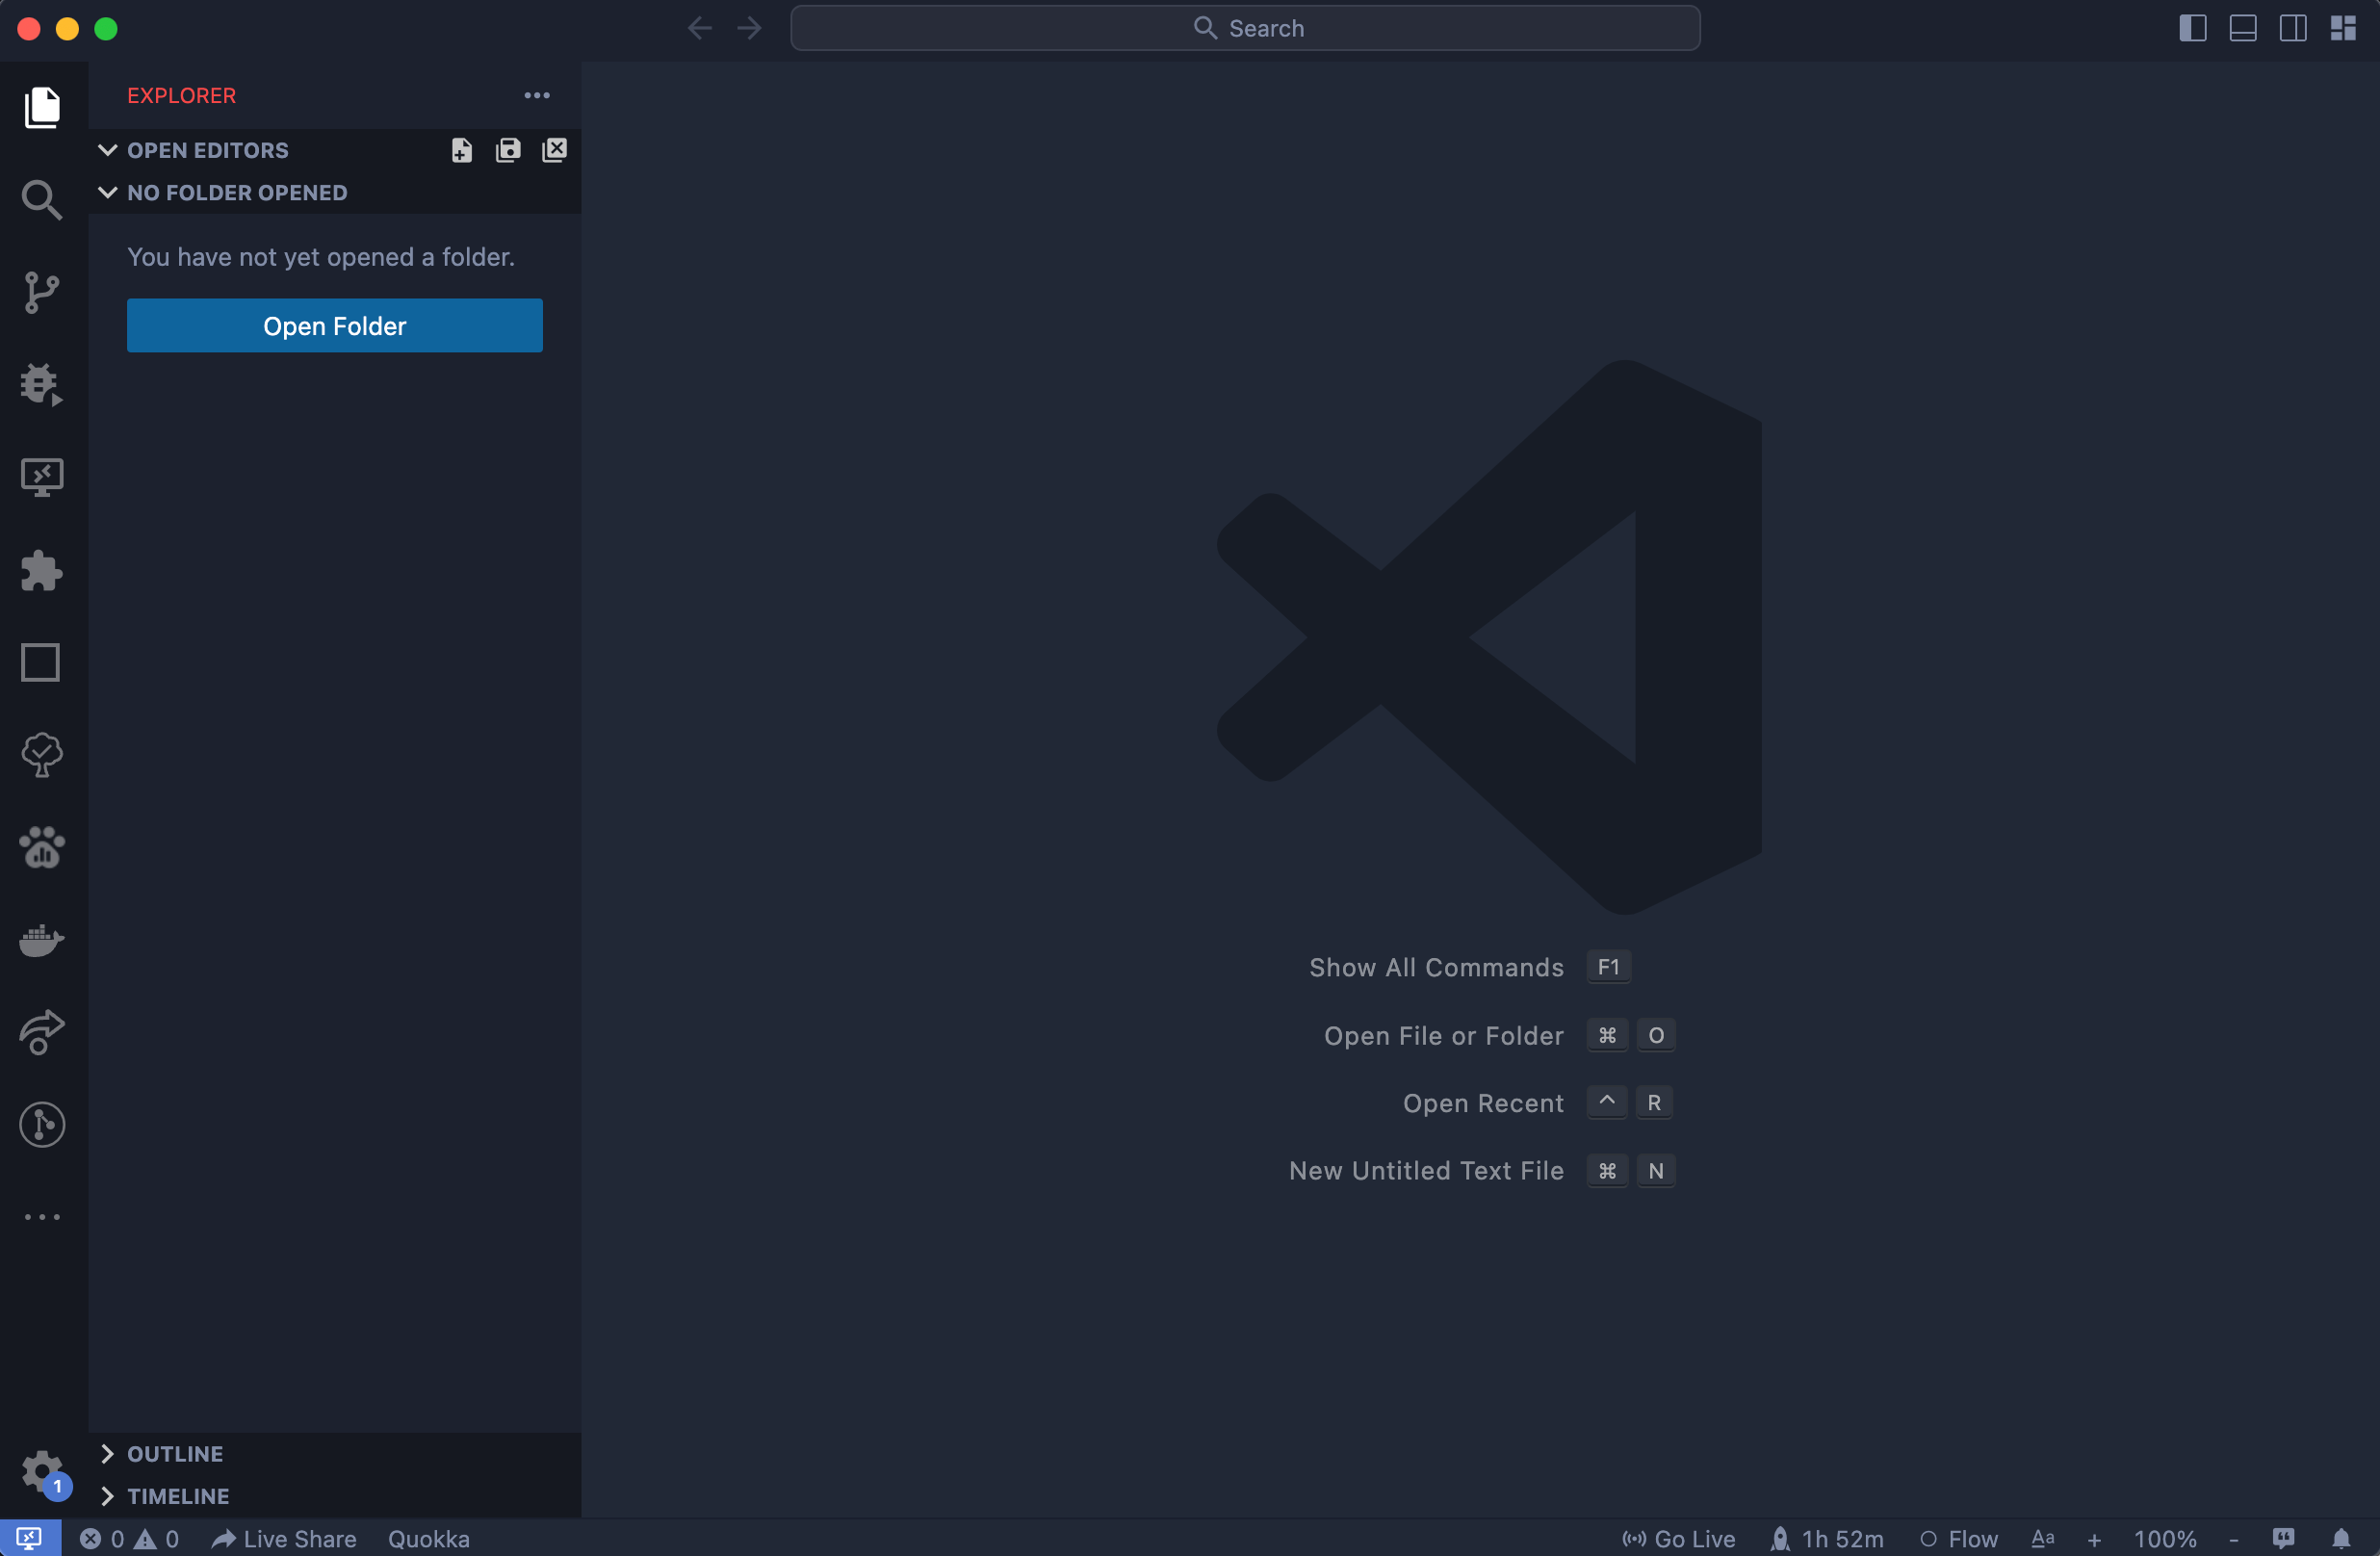 Search
EXPLORER
OPEN EDITORS
NO FOLDER OPENED
You have not yet opened a folder.
Open Folder
Show All Commands F1
Open File or Folder ⌘ O
Open Recent ^ R
New Untitled Text File ⌘ N
OUTLINE
TIMELINE
1
0 0 Live Share Quokka Go Live 1h 52m Flow Aa + 100% -